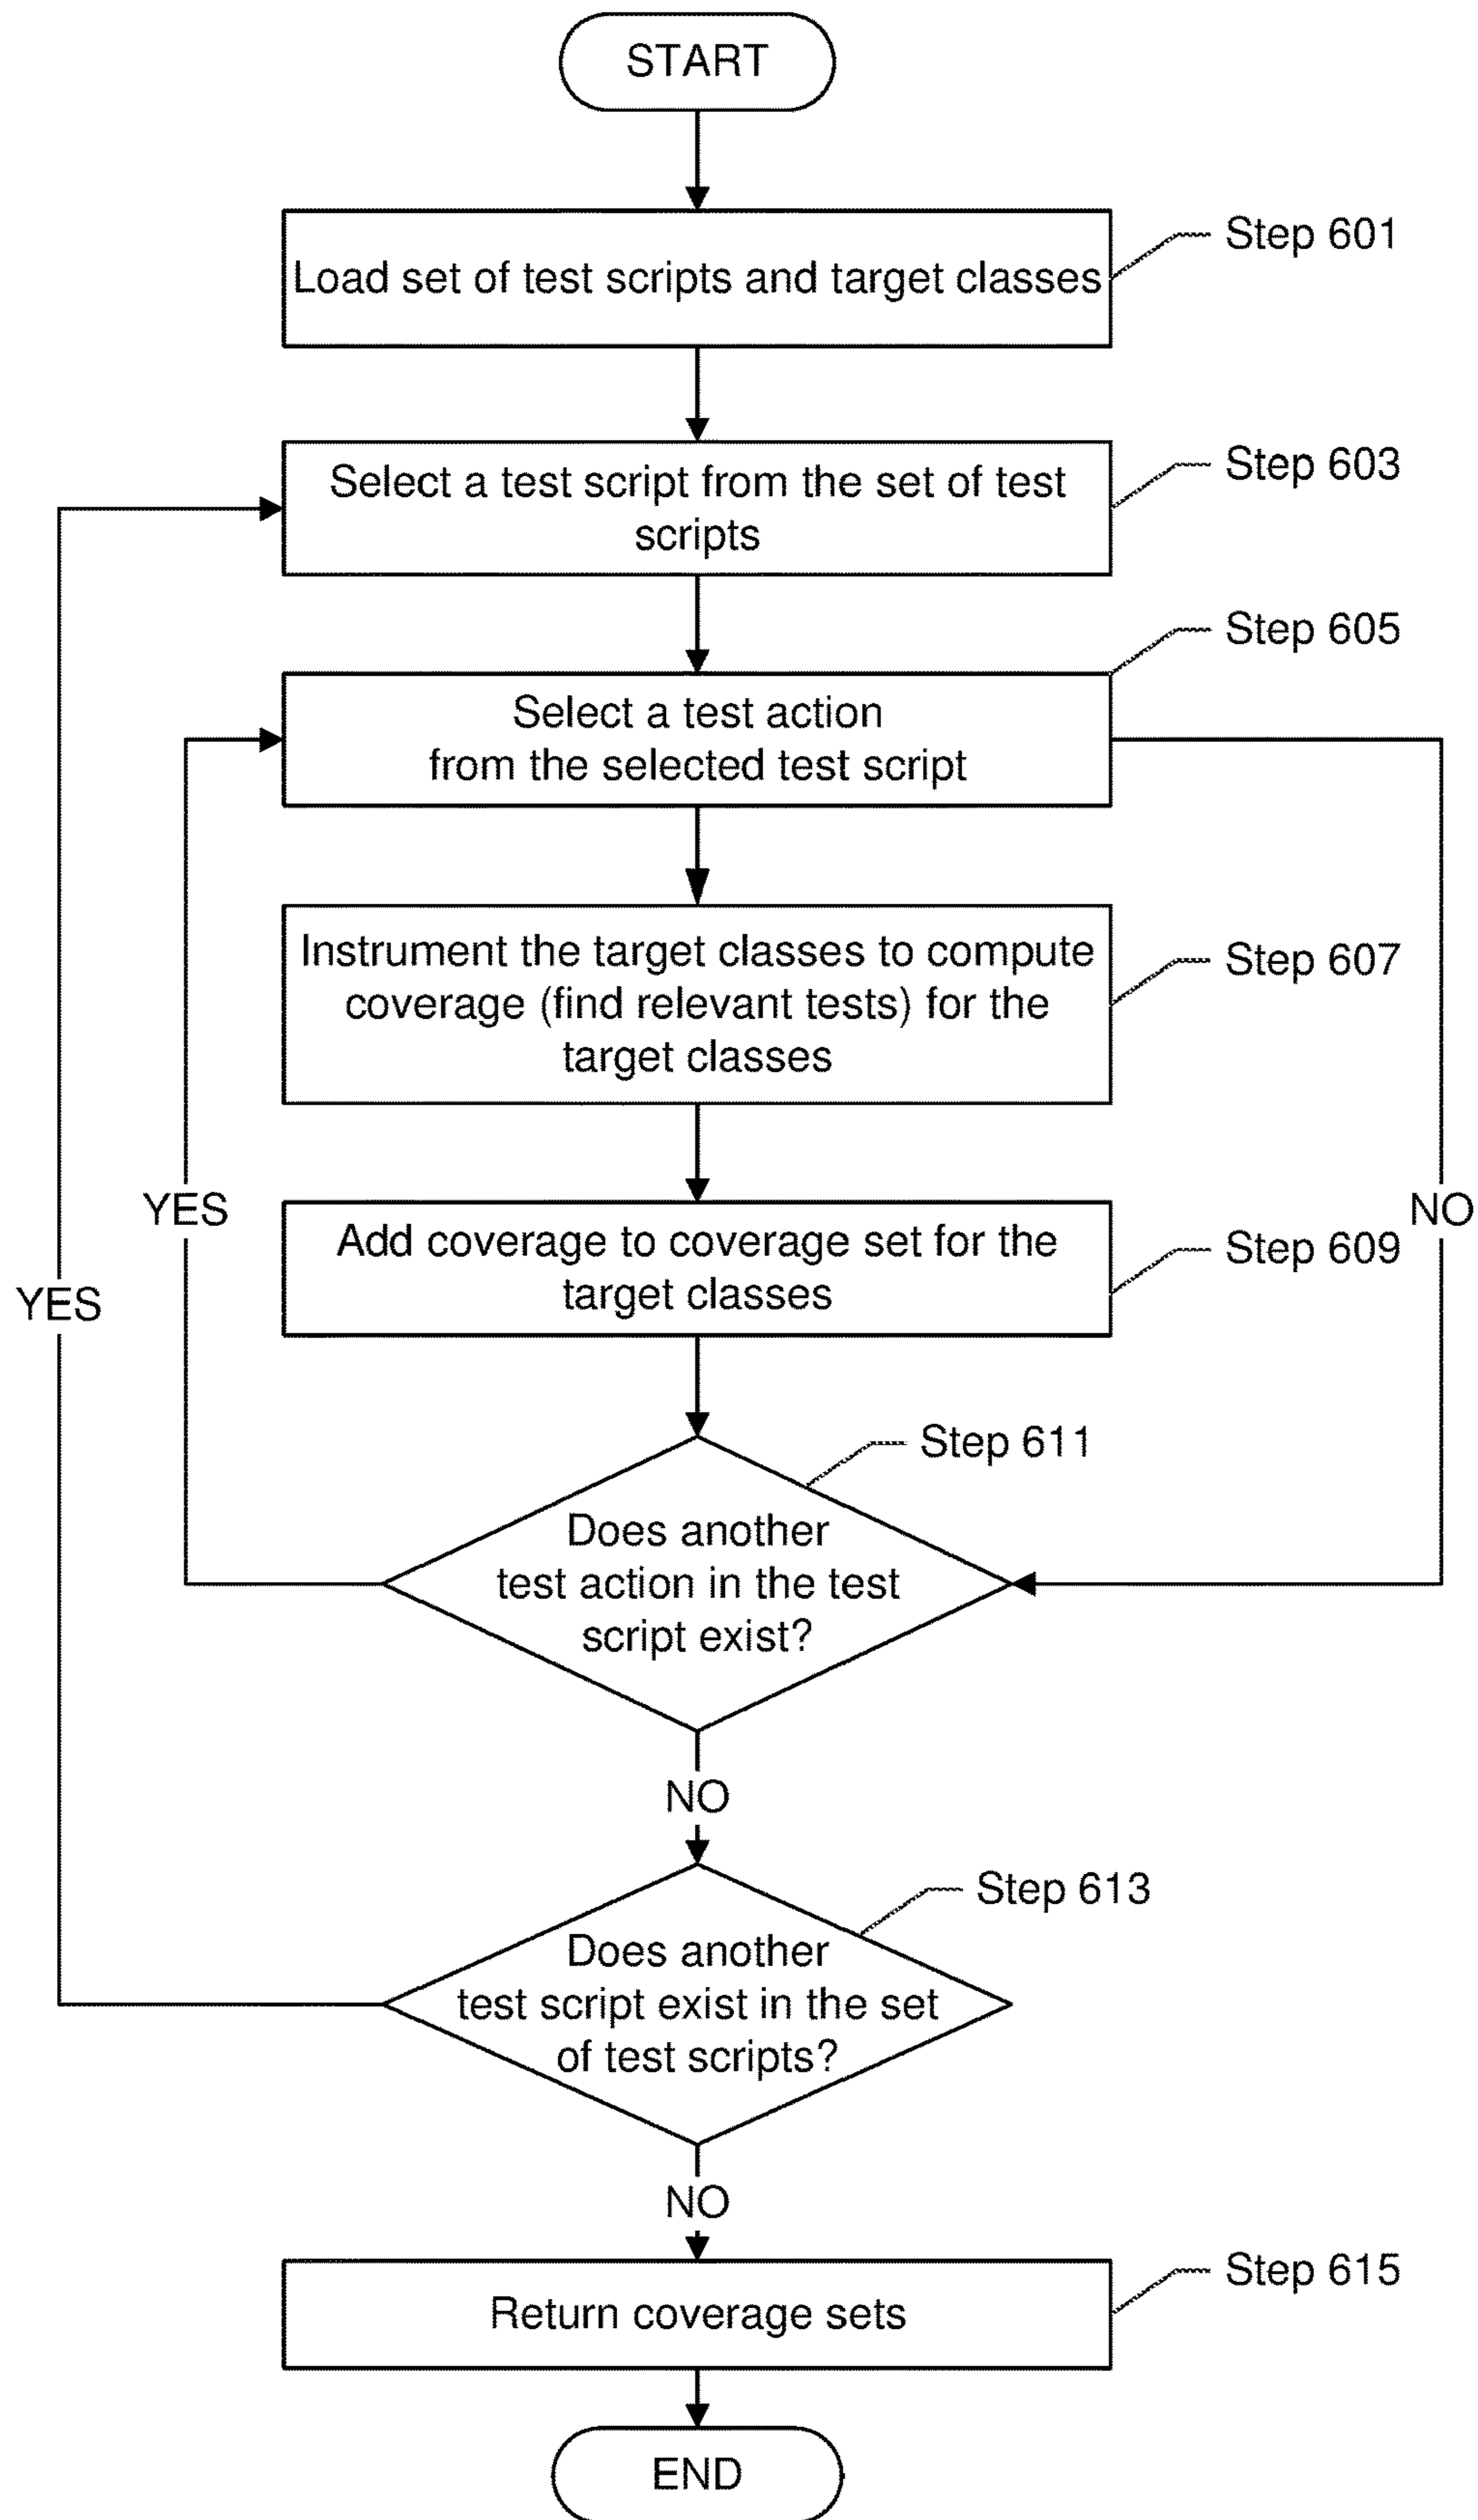 START
Load set of test scripts and target classes
Step 601
Select a test script from the set of test
scripts
Step 603
Step 605
Select a test action
from the selected test script
Instrument the target classes to compute
coverage (find relevant tests) for the
target classes
Step 607
YES
NO
Add coverage to coverage set for the
target classes
Step 609
YES
Step 611
Does another
test action in the test
script exist?
NO
Step 613
Does another
test script exist in the set
of test scripts?
NO
Return coverage sets
Step 615
END